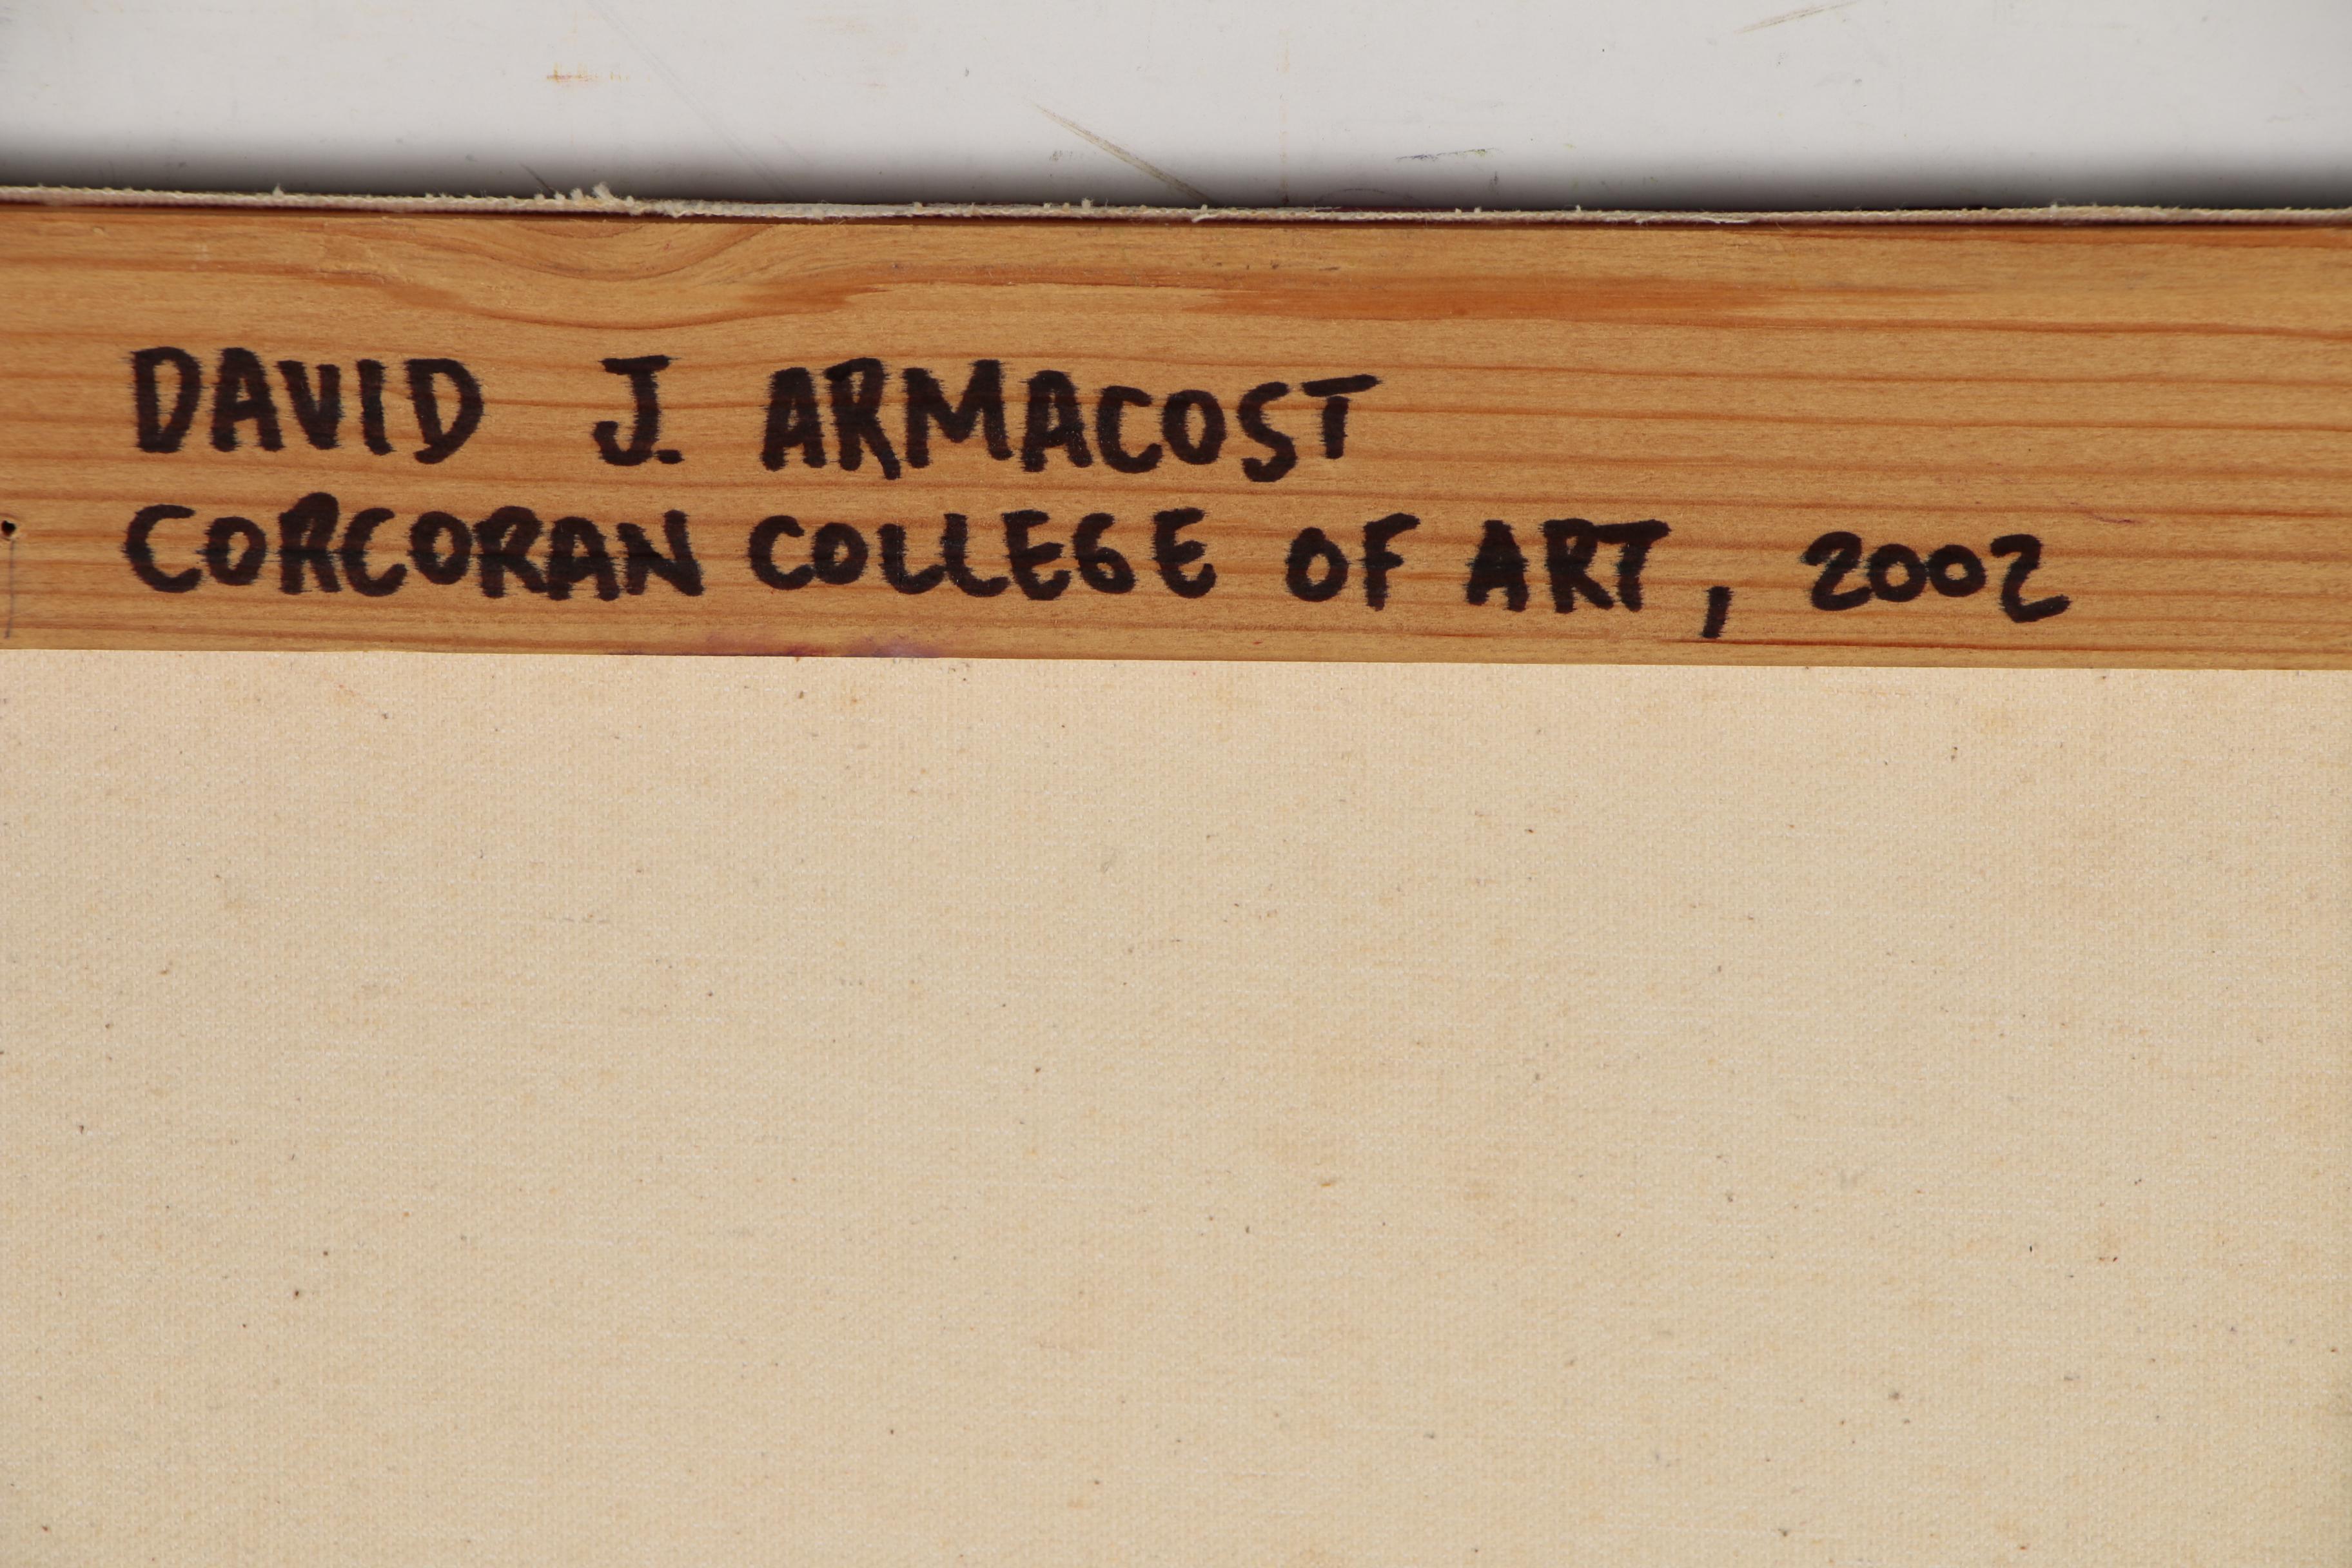 DAVID J. ARMACOST
CORCORAN COLLEGE OF ART, 2002